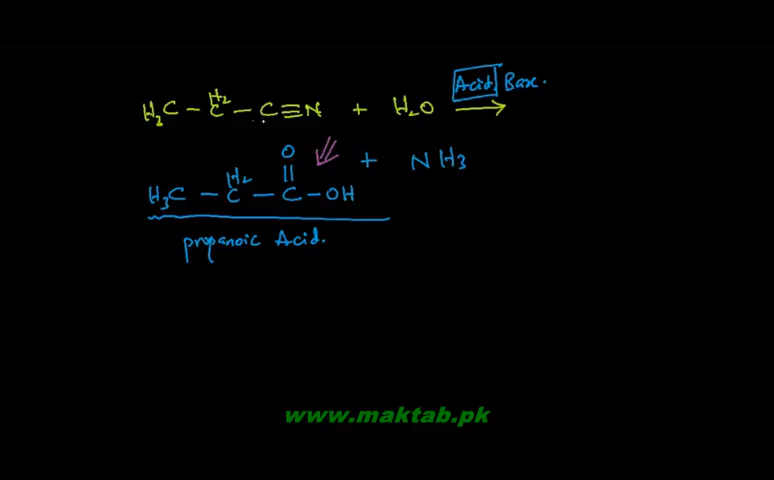 Acid, Base.
H₃C – CH₂ – C≡N + H₂O →
O
H₃C – CH₂ – C – OH + NH₃
propanoic Acid.
www.maktab.pk